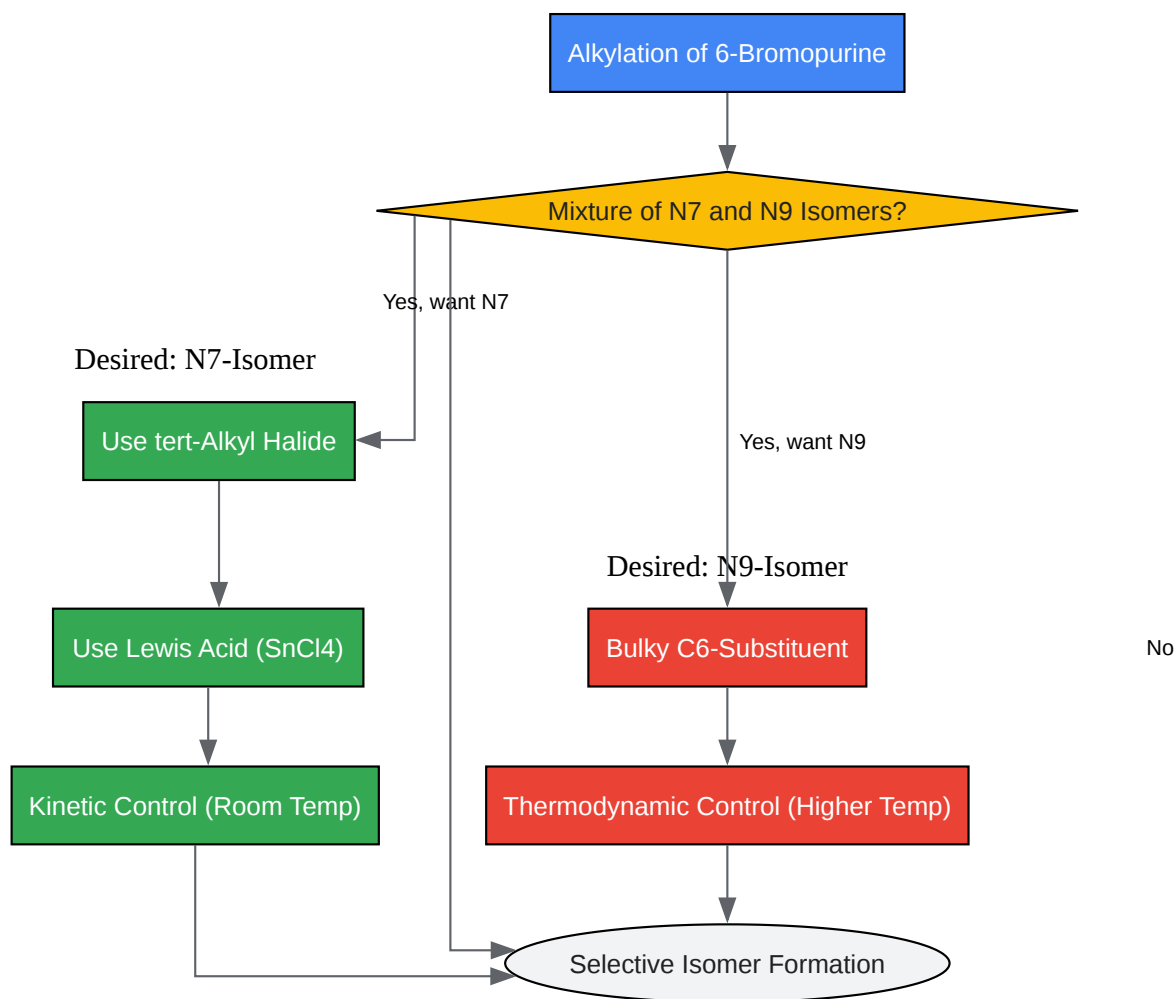 Alkylation of 6-Bromopurine
Mixture of N7 and N9 Isomers?
Yes, want N7
Desired: N7-Isomer
Use tert-Alkyl Halide
Yes, want N9
Desired: N9-Isomer
Use Lewis Acid (SnCl4)
Bulky C6-Substituent
No
Kinetic Control (Room Temp)
Thermodynamic Control (Higher Temp)
Selective Isomer Formation